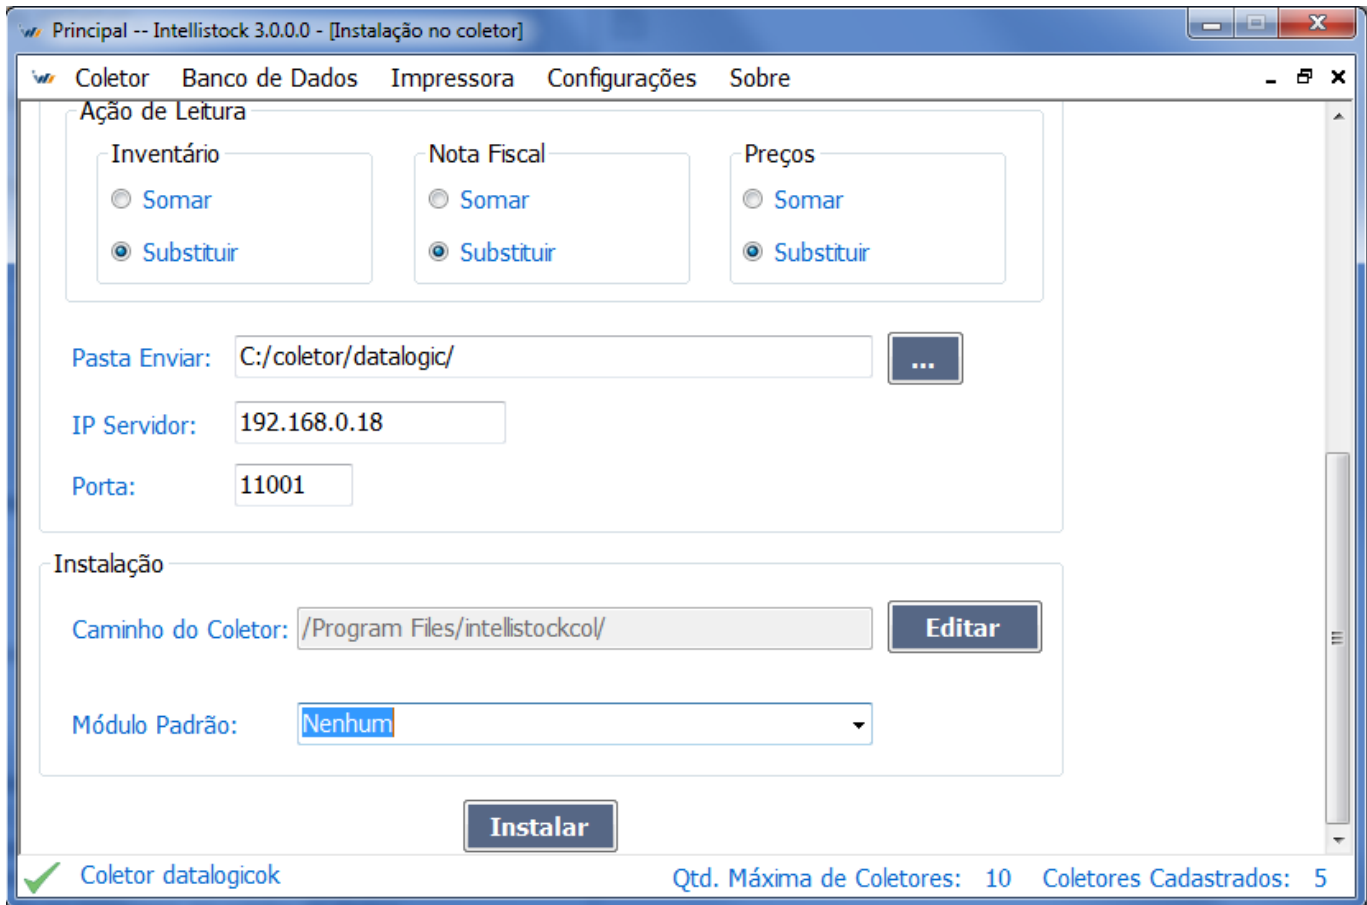 Principal -- Intellistock 3.0.0.0 - [Instalação no coletor]
Coletor Banco de Dados Impressora Configurações Sobre
Ação de Leitura
Inventário Nota Fiscal Preços
Somar Somar Somar
Substituir Substituir Substituir
Pasta Enviar: C:/coletor/datalogic/ ...
IP Servidor: 192.168.0.18
Porta: 11001
Instalação
Caminho do Coletor: /Program Files/intellistockcol/ Editar
Módulo Padrão: Nenhum
Instalar
Coletor datalogicok Qtd. Máxima de Coletores: 10 Coletores Cadastrados: 5